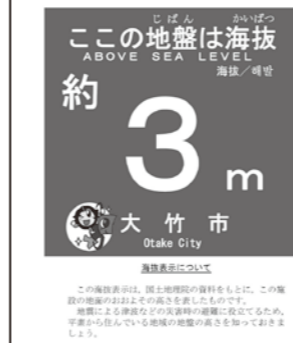 じばん かいばつ
ここの地盤は海抜
ABOVE SEA LEVEL
海抜／해발
約
3 m
大竹市
Otake City
海抜表示について
この海抜表示は、国土地理院の資料をもとに、この施
設の地面のおおよその高さを表したものです。
地震による津波などの災害時の避難に役立てるため、
平素から住んでいる地域の地盤の高さを知っておきま
しょう。